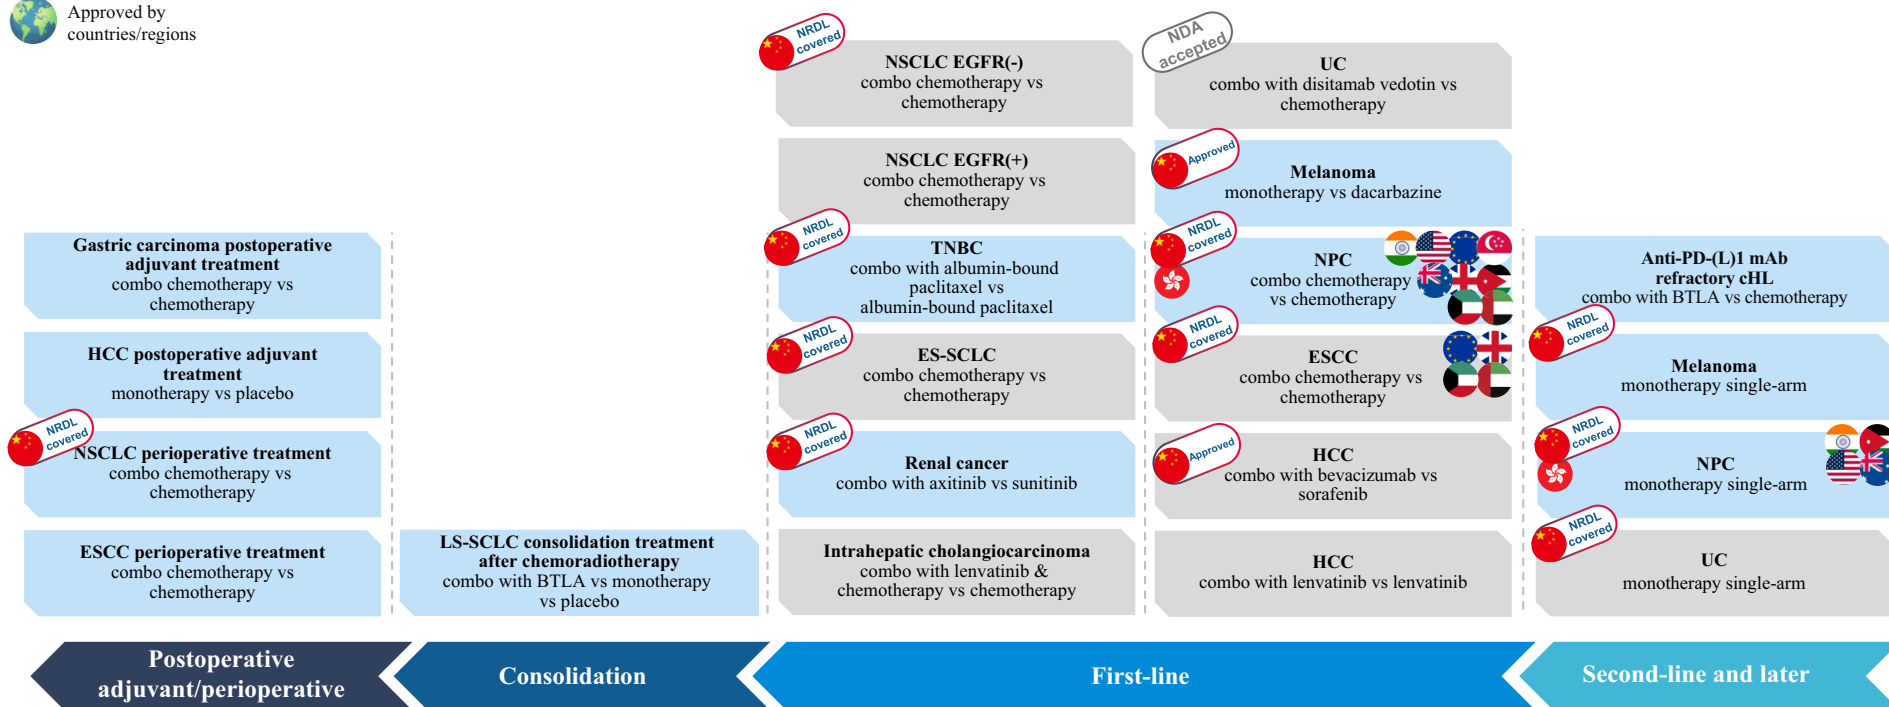 Approved by
countries/regions
Gastric carcinoma postoperative
adjuvant treatment
combo chemotherapy vs
chemotherapy
HCC postoperative adjuvant
treatment
monotherapy vs placebo
NRDL
covered
NSCLC perioperative treatment
combo chemotherapy vs
chemotherapy
ESCC perioperative treatment
combo chemotherapy vs
chemotherapy
LS-SCLC consolidation treatment
after chemoradiotherapy
combo with BTLA vs monotherapy
vs placebo
NRDL
covered
NSCLC EGFR(-)
combo chemotherapy vs
chemotherapy
NSCLC EGFR(+)
combo chemotherapy vs
chemotherapy
NRDL
covered
TNBC
combo with albumin-bound
paclitaxel vs
albumin-bound paclitaxel
NRDL
covered
ES-SCLC
combo chemotherapy vs
chemotherapy
NRDL
covered
Renal cancer
combo with axitinib vs sunitinib
Intrahepatic cholangiocarcinoma
combo with lenvatinib &
chemotherapy vs chemotherapy
NDA
accepted
UC
combo with disitamab vedotin vs
chemotherapy
Approved
Melanoma
monotherapy vs dacarbazine
NRDL
covered
NPC
combo chemotherapy
vs chemotherapy
NRDL
covered
ESCC
combo chemotherapy vs
chemotherapy
Approved
HCC
combo with bevacizumab vs
sorafenib
HCC
combo with lenvatinib vs lenvatinib
Anti-PD-(L)1 mAb
refractory cHL
combo with BTLA vs chemotherapy
NRDL
covered
Melanoma
monotherapy single-arm
NRDL
covered
NPC
monotherapy single-arm
NRDL
covered
UC
monotherapy single-arm
Postoperative
adjuvant/perioperative
Consolidation
First-line
Second-line and later